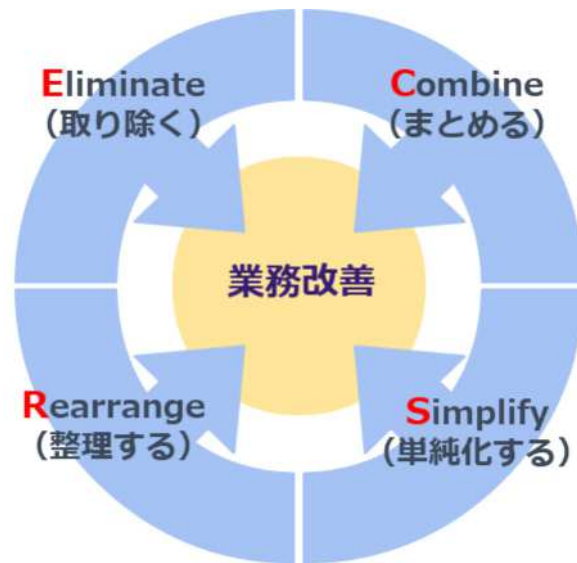 Eliminate
（取り除く）
Combine
（まとめる）
業務改善
Rearrange
（整理する）
Simplify
（単純化する）